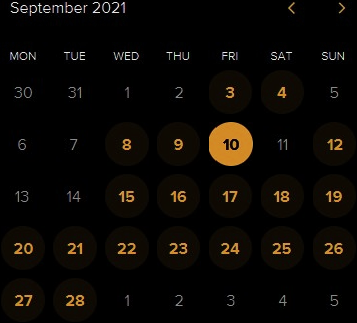 September 2021
MON TUE WED THU FRI SAT SUN
30 31 1 2 3 4 5
6 7 8 9 10 11 12
13 14 15 16 17 18 19
20 21 22 23 24 25 26
27 28 1 2 3 4 5